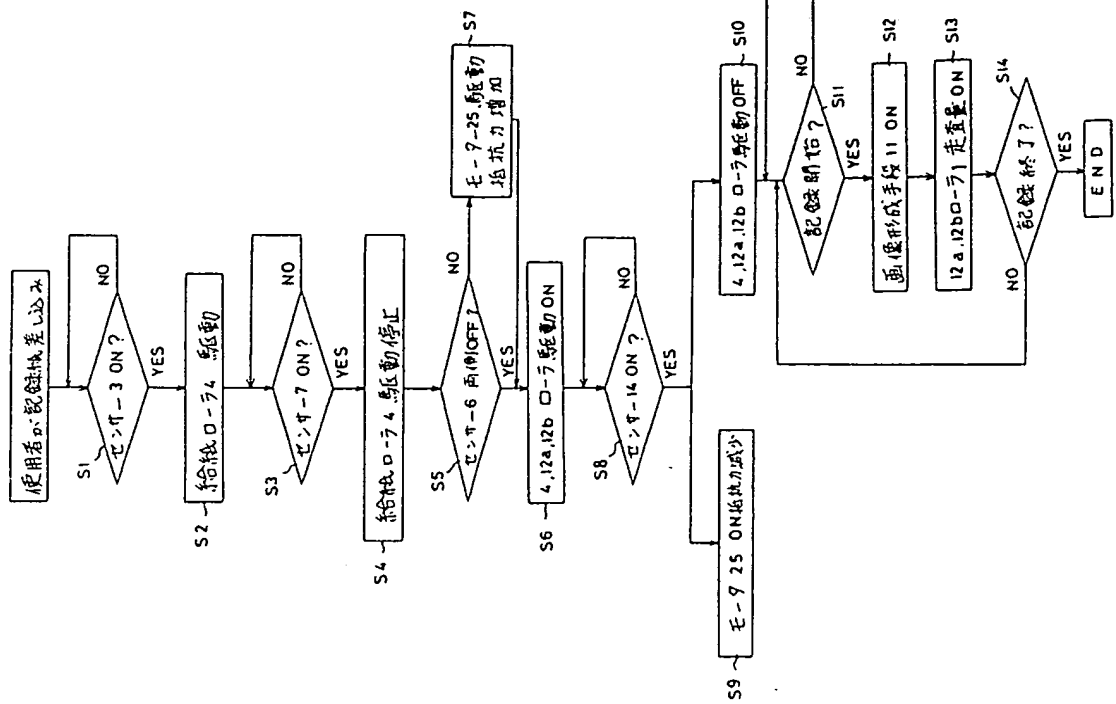 使用者が記録紙差し込み
S1
センサー3 ON?
NO
YES
S2
給紙ローラ4 駆動
S3
センサー7 ON?
NO
YES
S4
給紙ローラ4 駆動停止
S5
センサー6 両側OFF?
NO
YES
S7
モーター25.駆動
抵抗力増加
S6
4,12a,12b ローラ駆動ON
S8
センサー14 ON?
NO
YES
S9
モータ 25 ON抵抗力減少
S10
4,12a,12b ローラ駆動OFF
S11
記録開始?
NO
YES
S12
画像形成手段 11 ON
S13
12a,12bローラ1走査量ON
S14
記録終了?
NO
YES
END